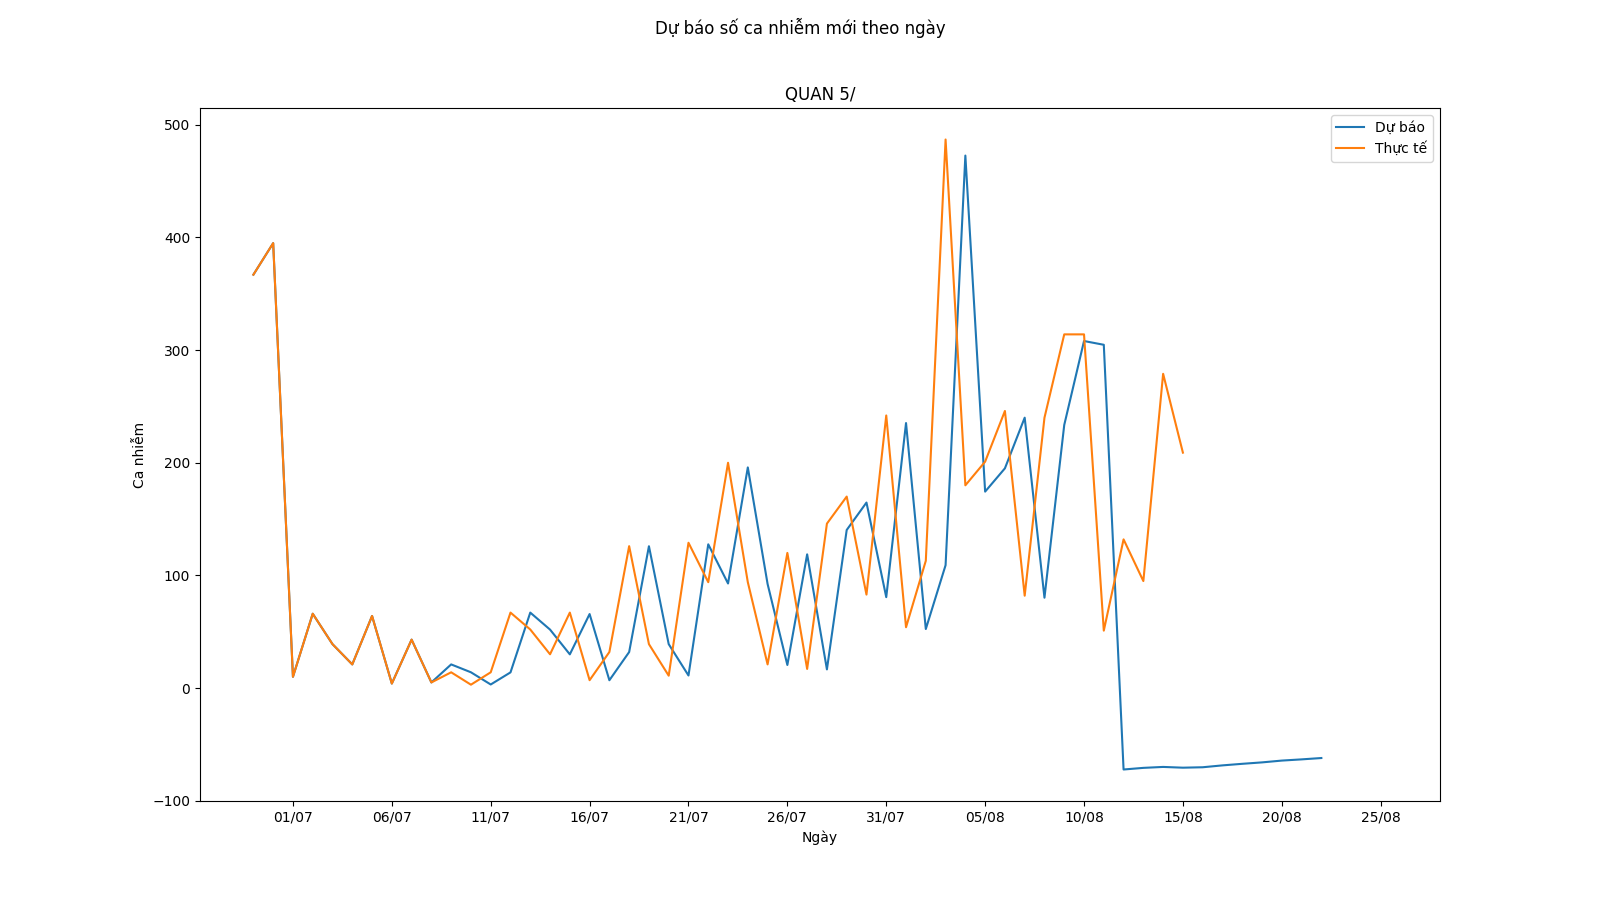 Dự báo số ca nhiễm mới theo ngày
QUAN 5/
Dự báo
Thực tế
500
400
300
200
100
0
−100
Ca nhiễm
01/07 06/07 11/07 16/07 21/07 26/07 31/07 05/08 10/08 15/08 20/08 25/08
Ngày